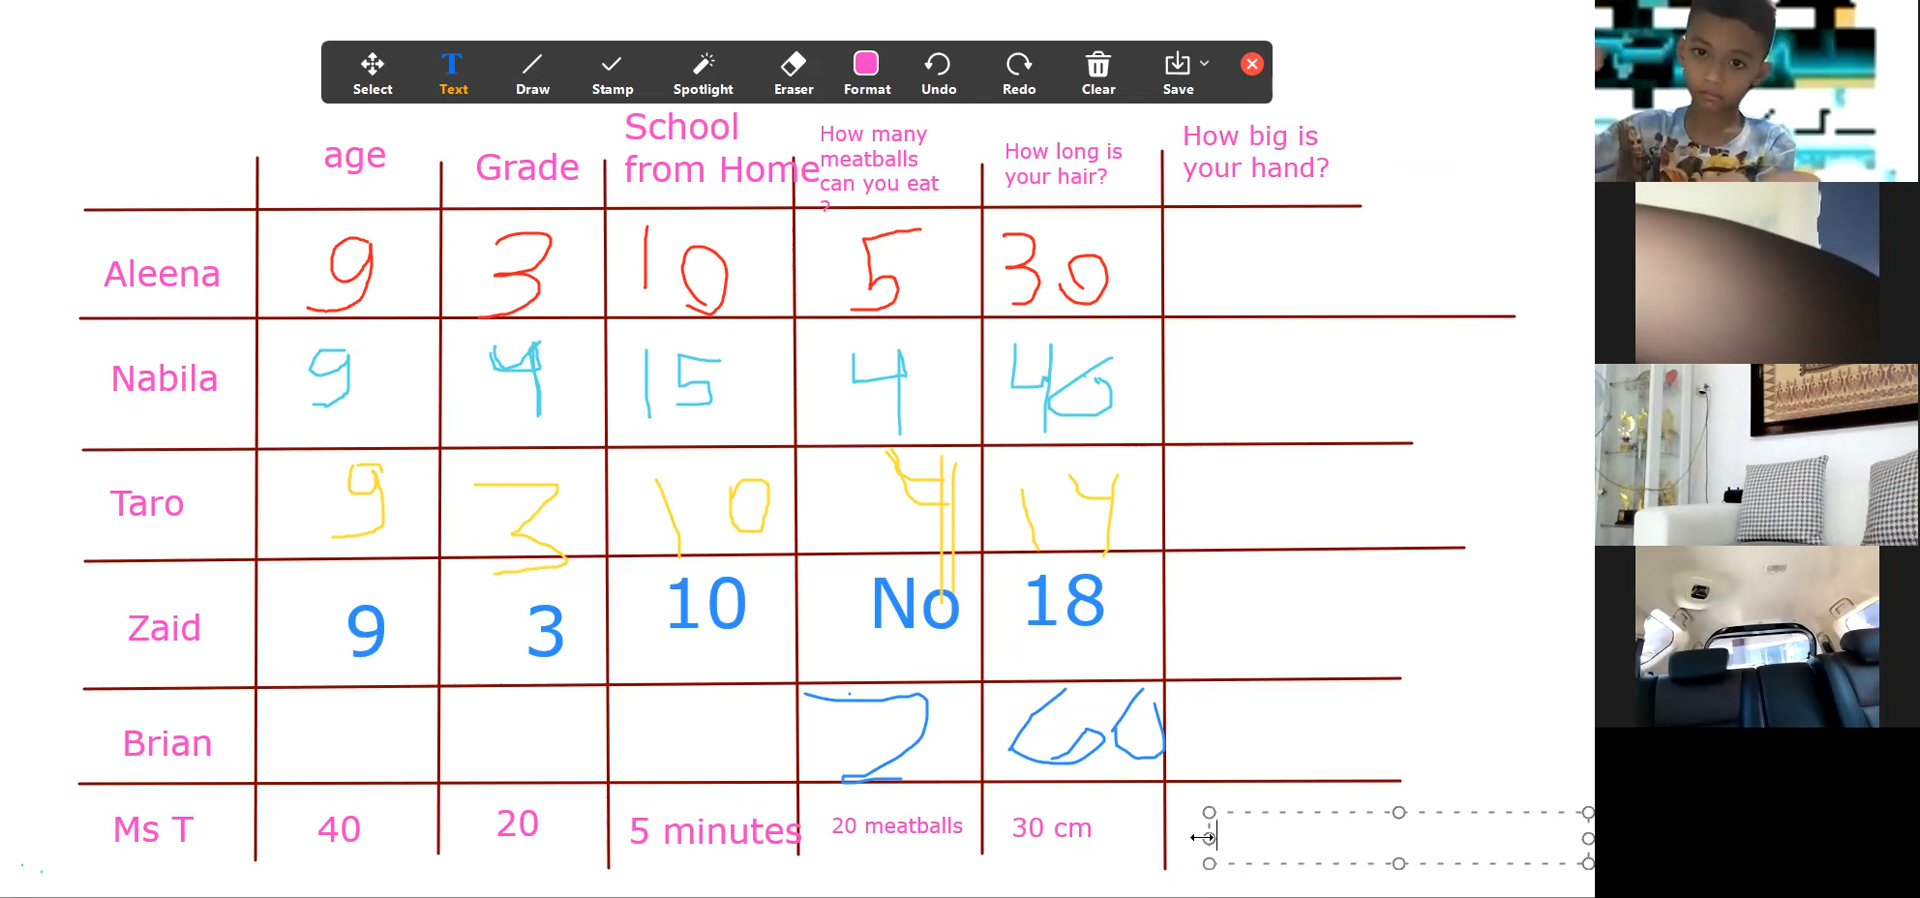 Select Text Draw Stamp Spotlight Eraser Format Undo Redo Clear Save
age Grade School from Home How many meatballs can you eat ? How long is your hair? How big is your hand?
Aleena 9 3 10 5 30
Nabila 9 4 15 4 40
Taro 9 3 10 4 14
Zaid 9 3 10 No 18
Brian 2 60
Ms T 40 20 5 minutes 20 meatballs 30 cm